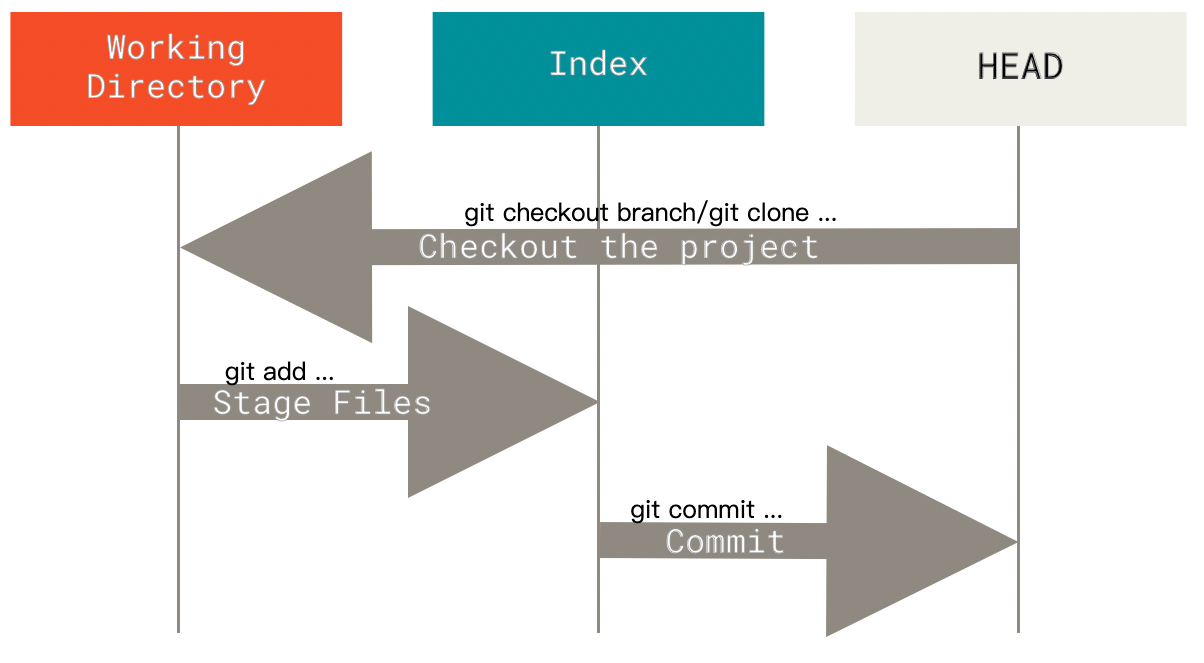 Working
Directory
Index
HEAD
git checkout branch/git clone ...
Checkout the project
git add ...
Stage Files
git commit ...
Commit